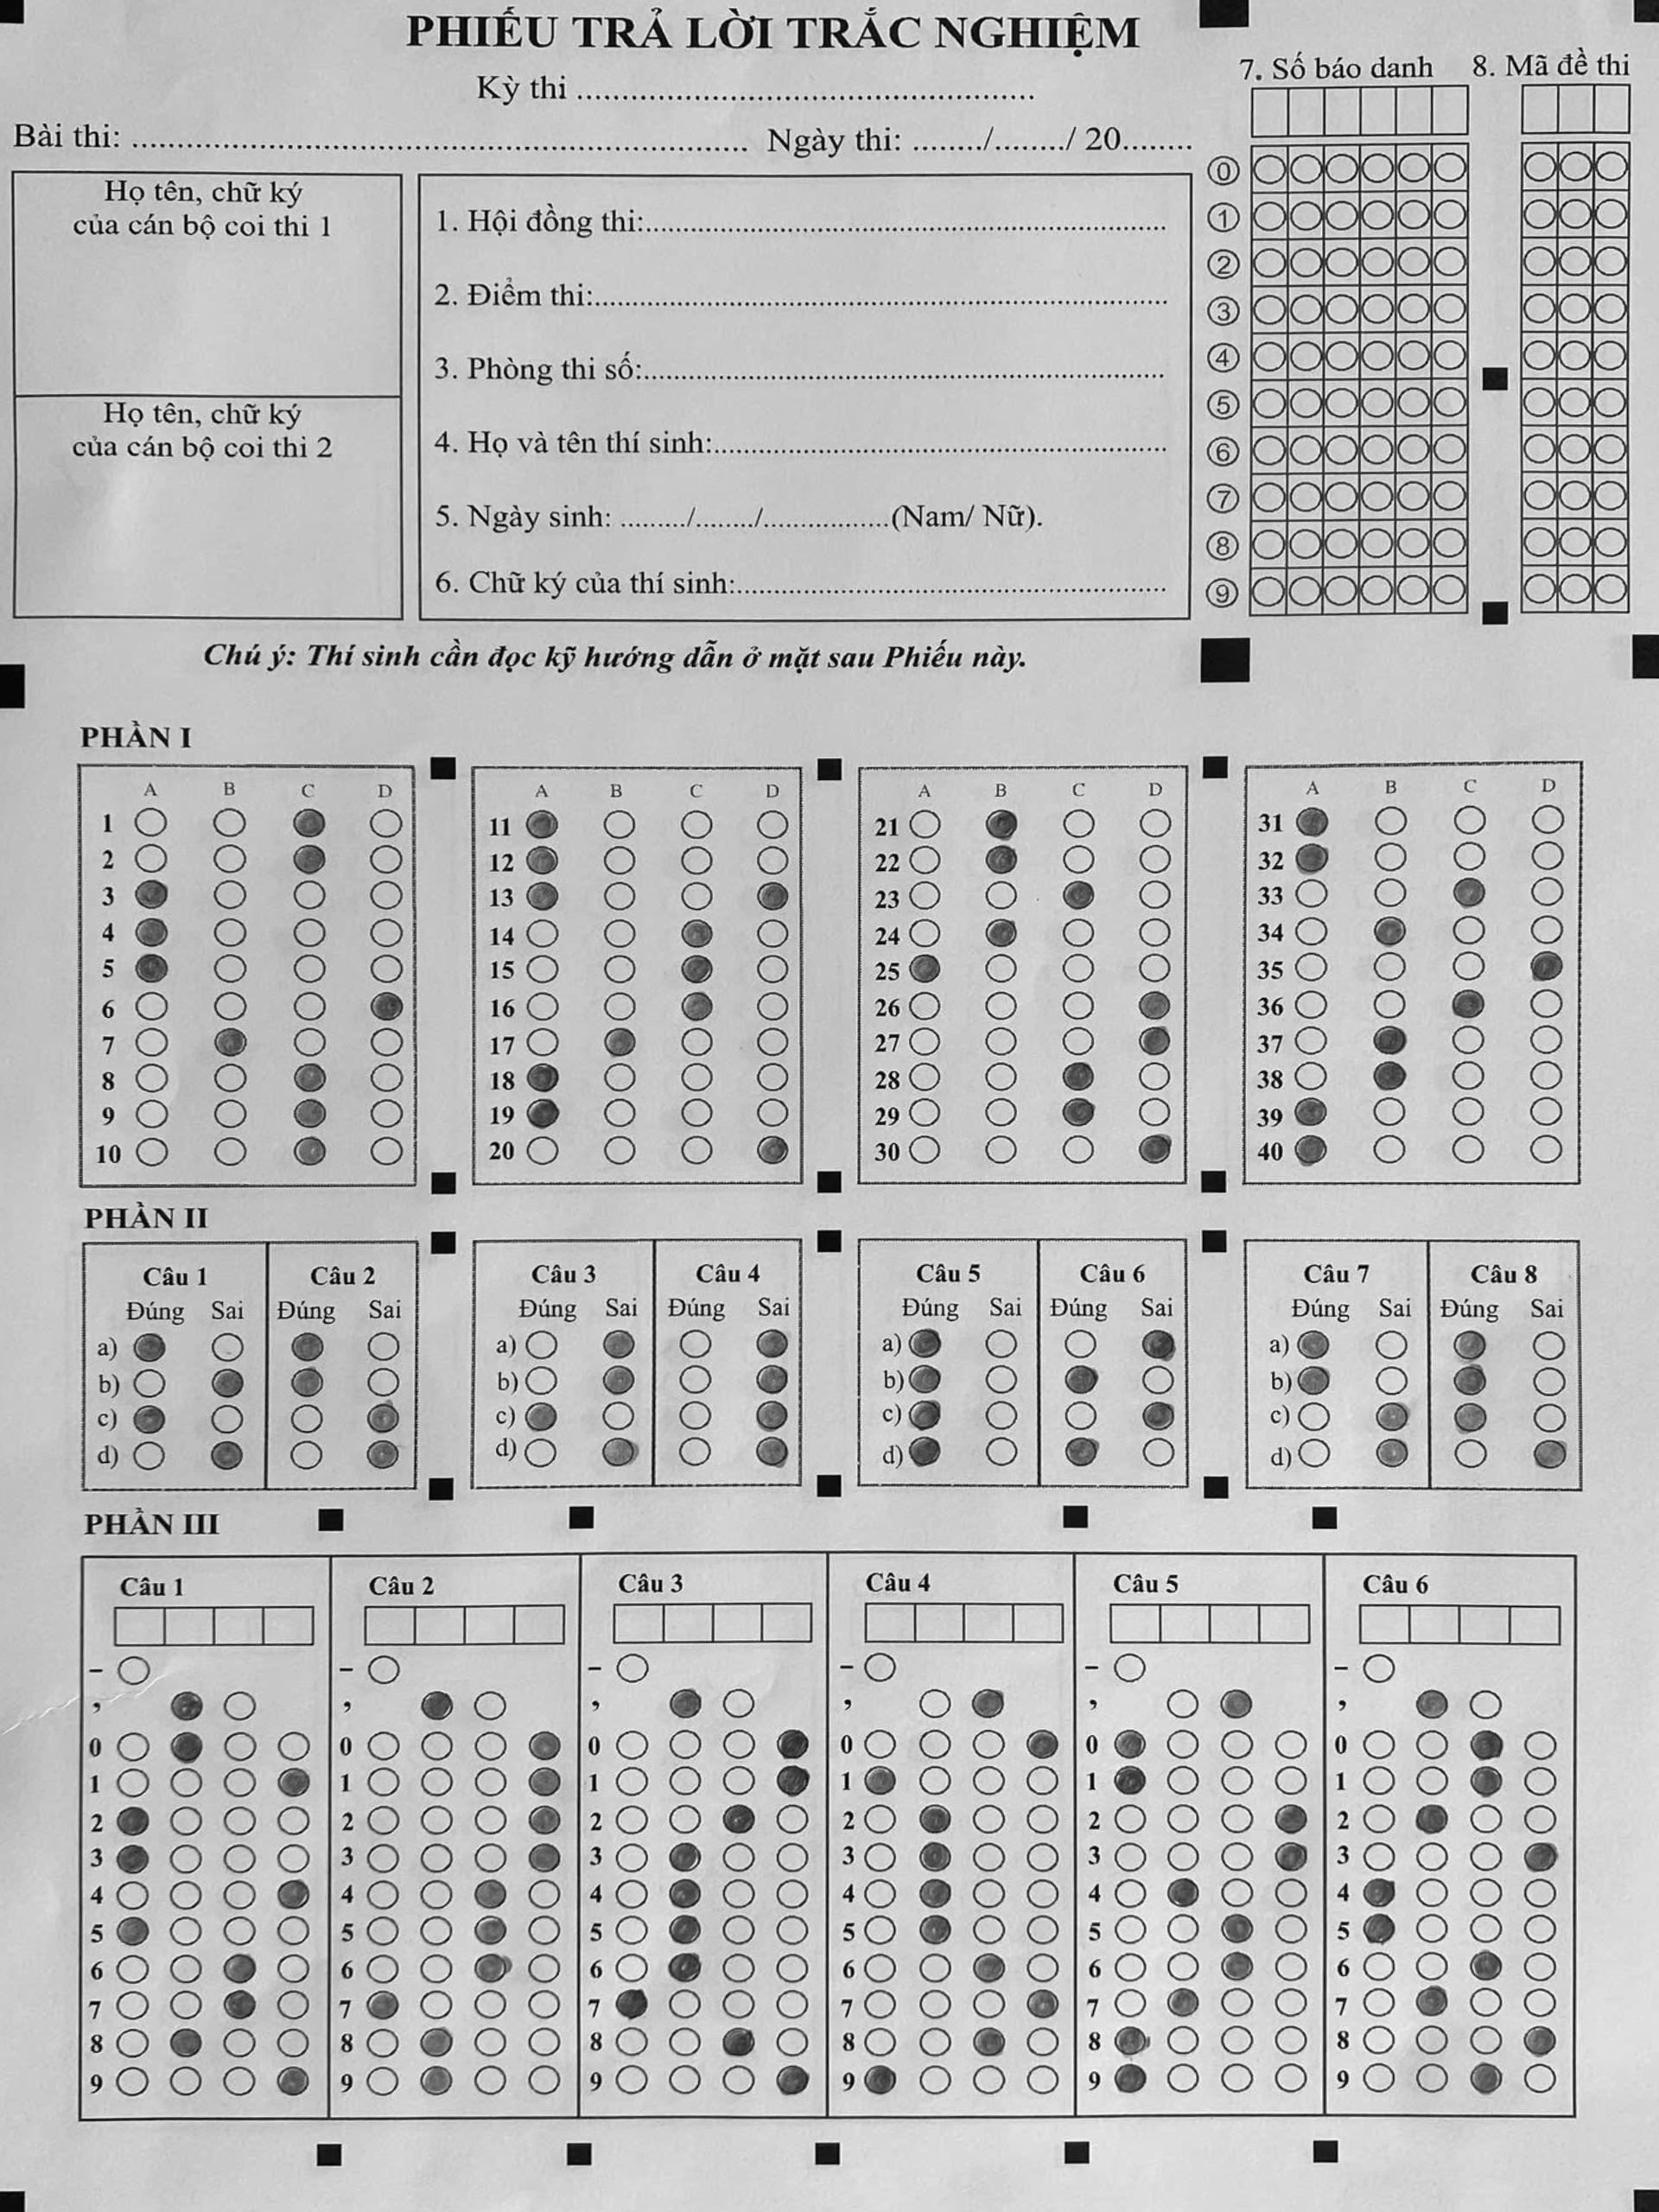 PHIẾU TRẢ LỜI TRẮC NGHIỆM
Kỳ thi ....................................................
Bài thi: .................................................................... Ngày thi: ......../......../ 20........
7. Số báo danh 8. Mã đề thi
Họ tên, chữ ký
của cán bộ coi thi 1
Họ tên, chữ ký
của cán bộ coi thi 2
1. Hội đồng thi:..........................................................
2. Điểm thi:................................................................
3. Phòng thi số:..........................................................
4. Họ và tên thí sinh:..................................................
5. Ngày sinh: ........./......../.................(Nam/ Nữ).
6. Chữ ký của thí sinh:................................................
0
1
2
3
4
5
6
7
8
9
Chú ý: Thí sinh cần đọc kỹ hướng dẫn ở mặt sau Phiếu này.
PHẦN I
A B C D A B C D A B C D A B C D
1 11 21 31
2 12 22 32
3 13 23 33
4 14 24 34
5 15 25 35
6 16 26 36
7 17 27 37
8 18 28 38
9 19 29 39
10 20 30 40
PHẦN II
Câu 1 Câu 2 Câu 3 Câu 4 Câu 5 Câu 6 Câu 7 Câu 8
Đúng Sai Đúng Sai Đúng Sai Đúng Sai Đúng Sai Đúng Sai Đúng Sai Đúng Sai
a) a) a) a)
b) b) b) b)
c) c) c) c)
d) d) d) d)
PHẦN III
Câu 1 Câu 2 Câu 3 Câu 4 Câu 5 Câu 6
- - - - - -
, , , , , ,
0 0 0 0 0 0
1 1 1 1 1 1
2 2 2 2 2 2
3 3 3 3 3 3
4 4 4 4 4 4
5 5 5 5 5 5
6 6 6 6 6 6
7 7 7 7 7 7
8 8 8 8 8 8
9 9 9 9 9 9